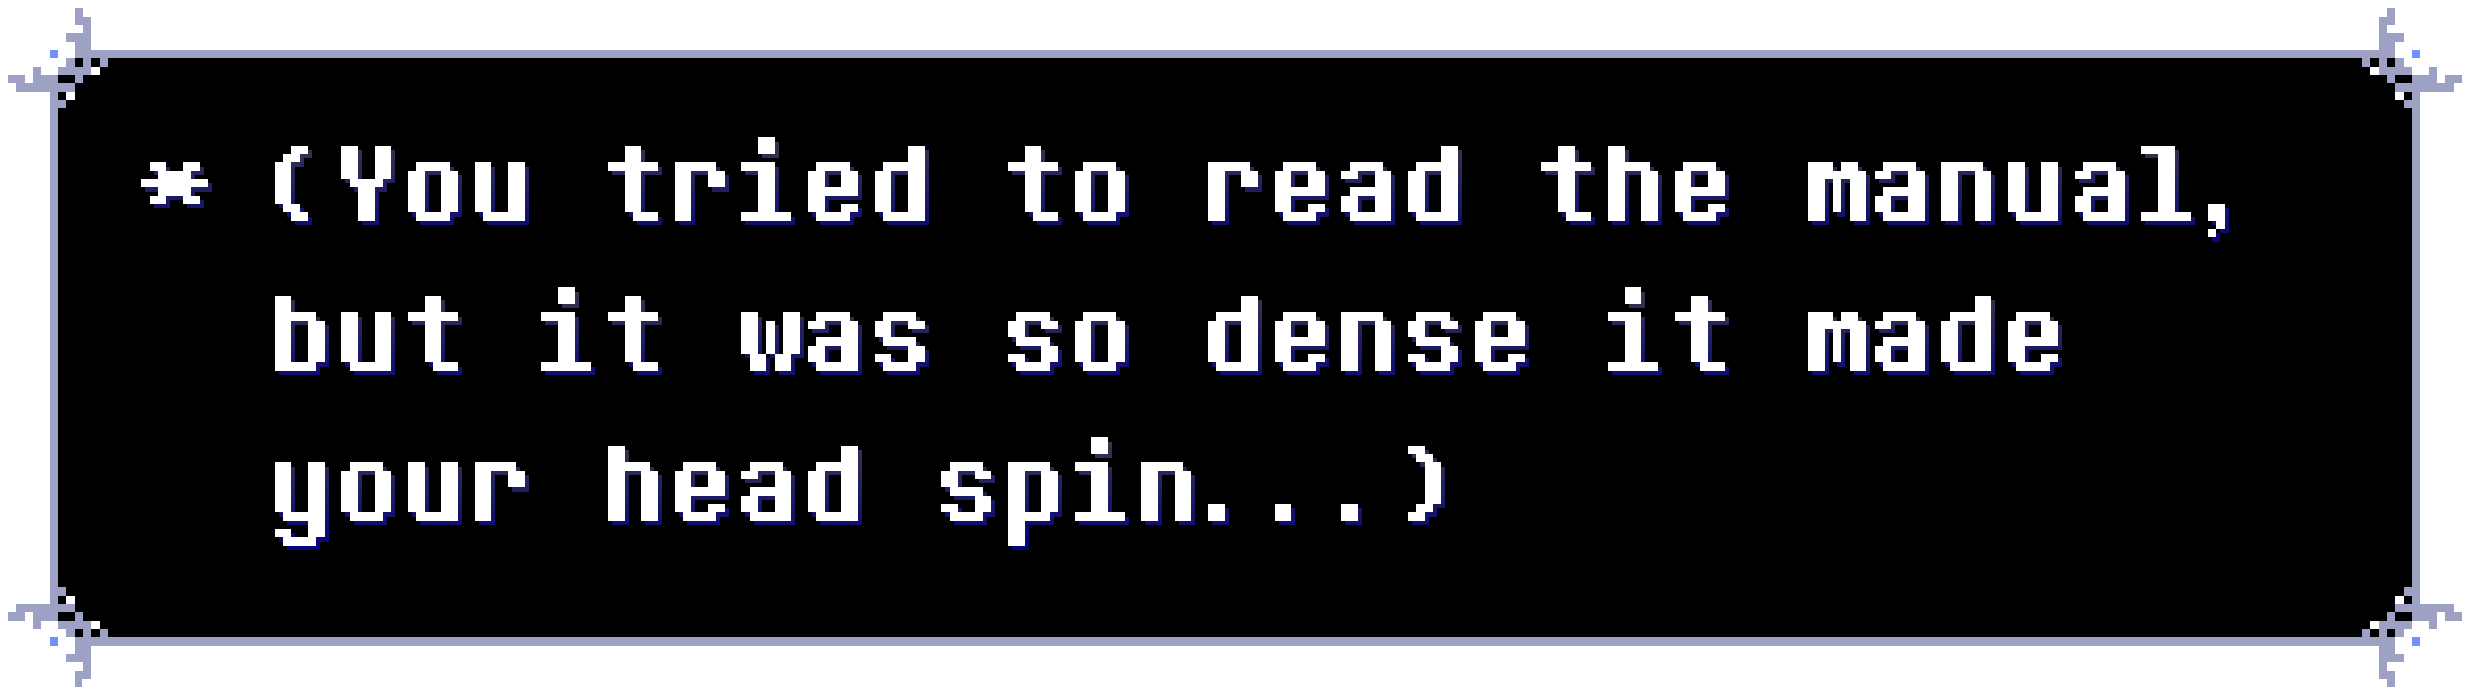 * (You tried to read the manual,
but it was so dense it made
your head spin...)